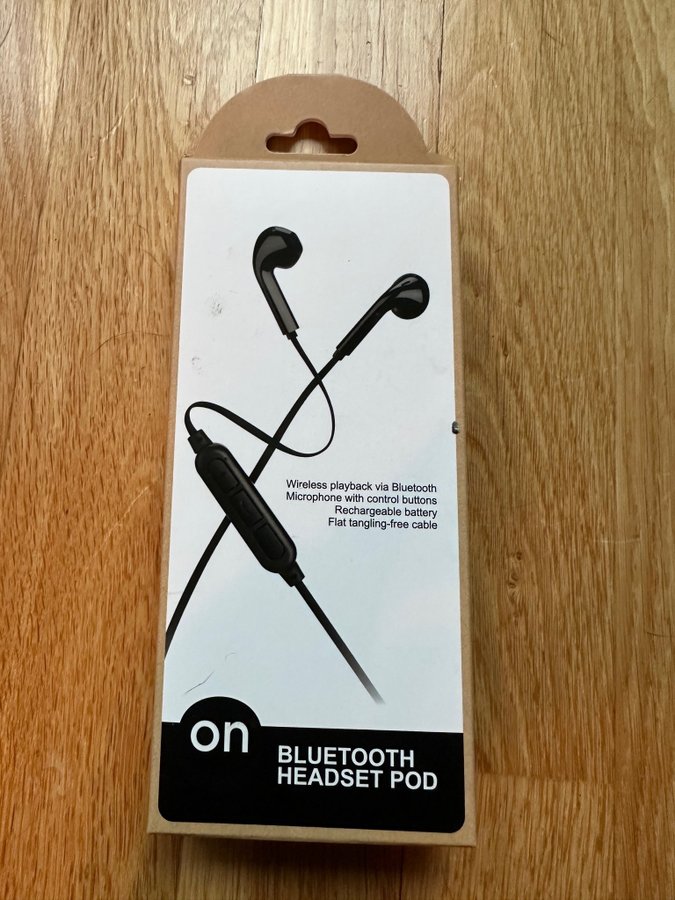 Wireless playback via Bluetooth
Microphone with control buttons
Rechargeable battery
Flat tangling-free cable
on
BLUETOOTH
HEADSET POD